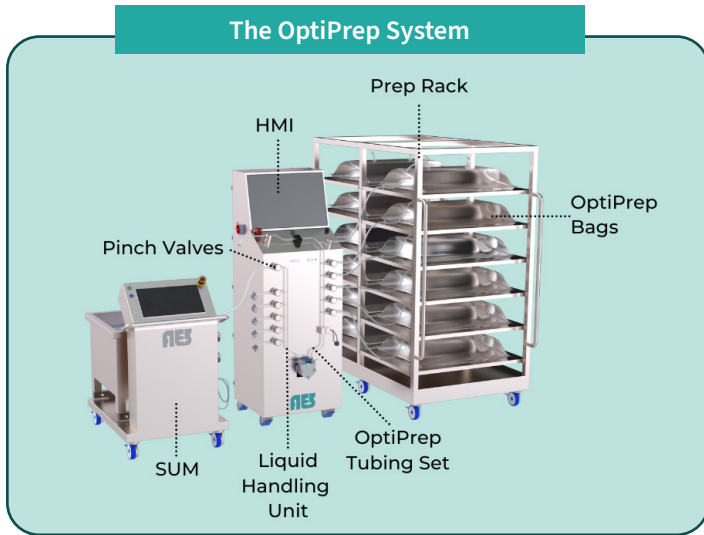 The OptiPrep System
Prep Rack
HMI
OptiPrep
Bags
Pinch Valves
AES
AES
OptiPrep
Tubing Set
SUM
Liquid
Handling
Unit